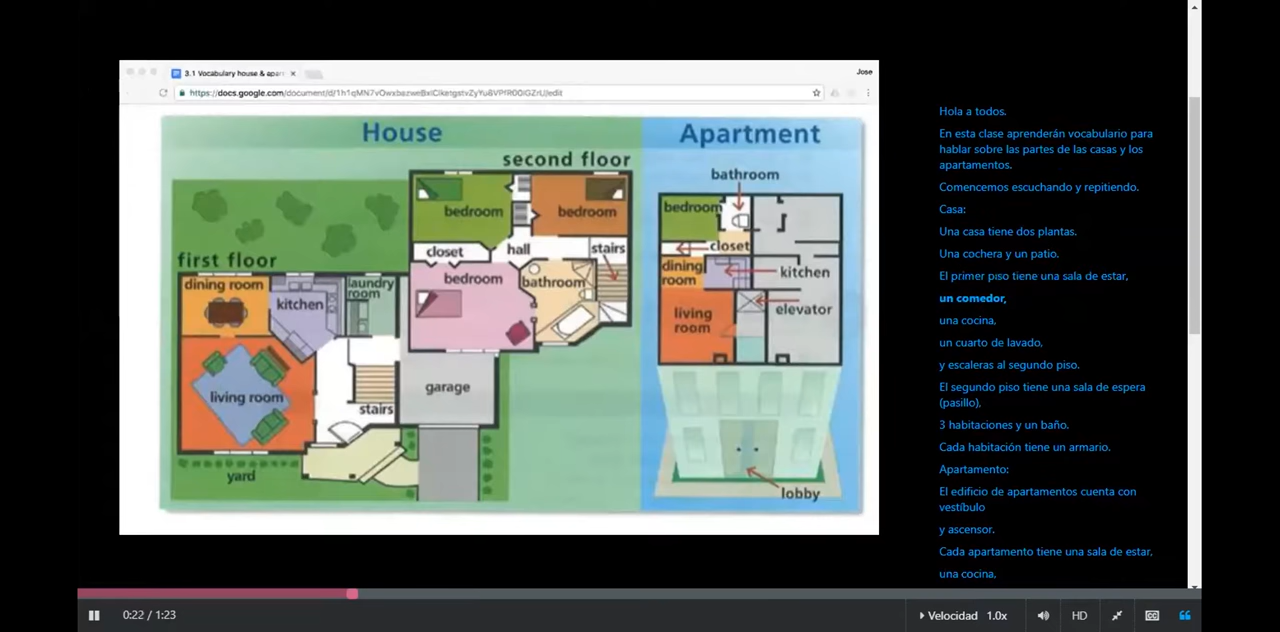 3.1 Vocabulary house & apar
Jose
House
Apartment
second floor
bathroom
bedroom
bedroom
bedroom
closet
hall
stairs
closet
first floor
dining room
kitchen
laundry
room
bedroom
bathroom
dining
room
kitchen
living
room
elevator
living room
garage
stairs
yard
lobby
Hola a todos.
En esta clase aprenderán vocabulario para
hablar sobre las partes de las casas y los
apartamentos.
Comencemos escuchando y repitiendo.
Casa:
Una casa tiene dos plantas.
Una cochera y un patio.
El primer piso tiene una sala de estar,
un comedor,
una cocina,
un cuarto de lavado,
y escaleras al segundo piso.
El segundo piso tiene una sala de espera
(pasillo),
3 habitaciones y un baño.
Cada habitación tiene un armario.
Apartamento:
El edificio de apartamentos cuenta con
vestíbulo
y ascensor.
Cada apartamento tiene una sala de estar,
una cocina,
0:22 / 1:23
Velocidad 1.0x
HD
CC